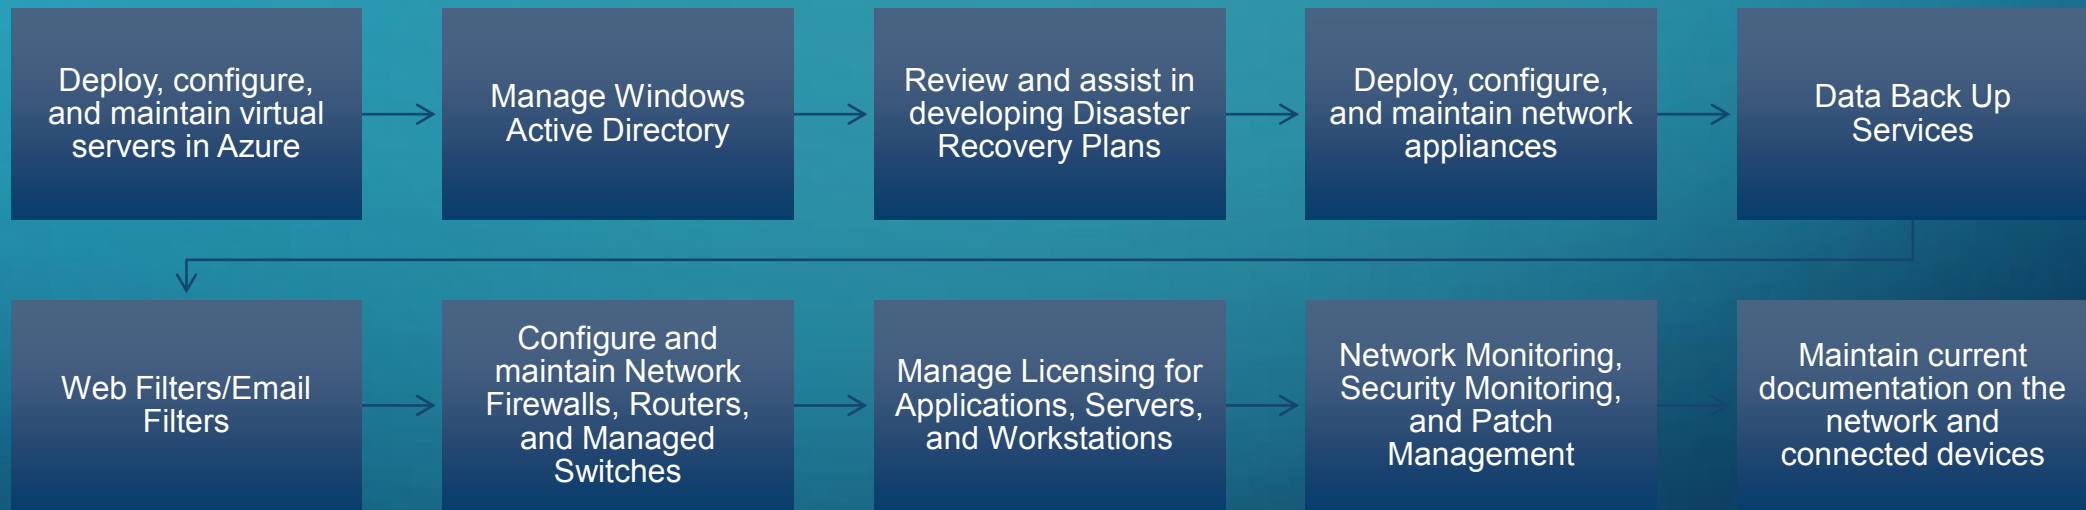 Deploy, configure,
and maintain virtual
servers in Azure
Manage Windows
Active Directory
Review and assist in
developing Disaster
Recovery Plans
Deploy, configure,
and maintain network
appliances
Data Back Up
Services
Web Filters/Email
Filters
Configure and
maintain Network
Firewalls, Routers,
and Managed
Switches
Manage Licensing for
Applications, Servers,
and Workstations
Network Monitoring,
Security Monitoring,
and Patch
Management
Maintain current
documentation on the
network and
connected devices